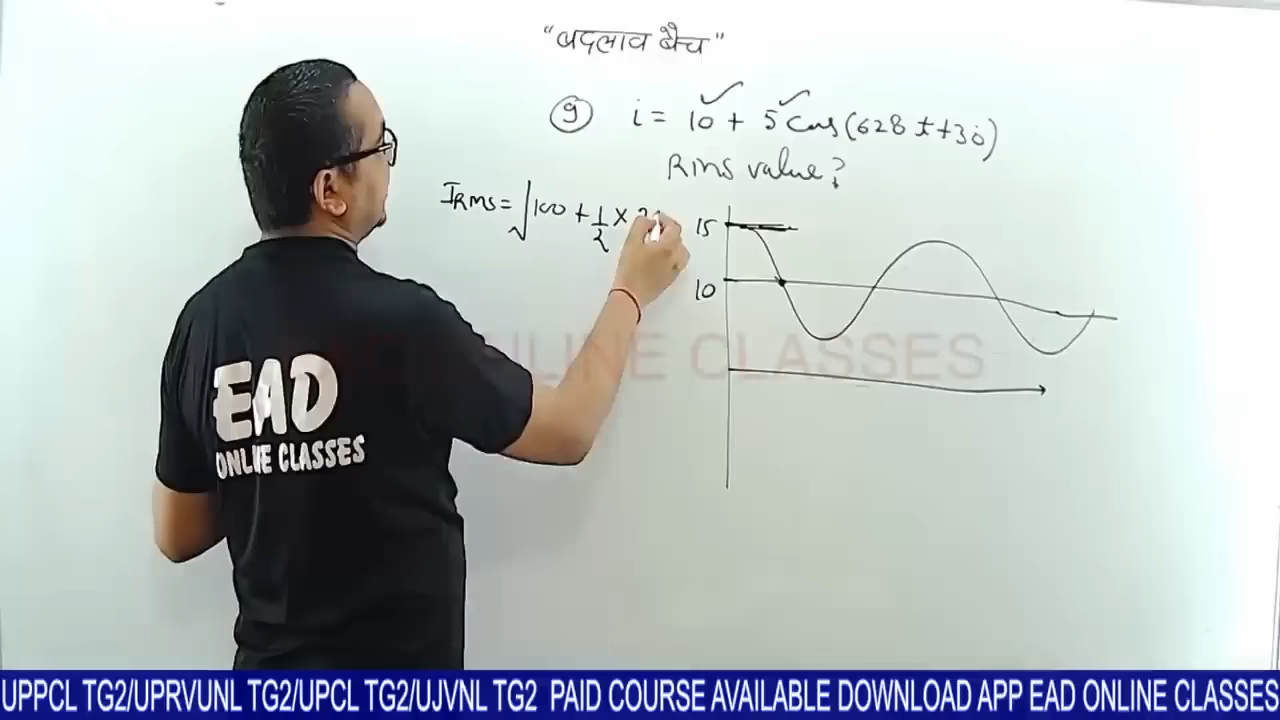 "बदलाव बैच"
9 i = 10 + 5 Cos(628 t + 30)
RMS value?
IRMS = √100 + 1/2 ×
15
10
EAD ONLINE CLASSES
EAD
ONLINE CLASSES
UPPCL TG2/UPRVUNL TG2/UPCL TG2/UJVNL TG2 PAID COURSE AVAILABLE DOWNLOAD APP EAD ONLINE CLASSES